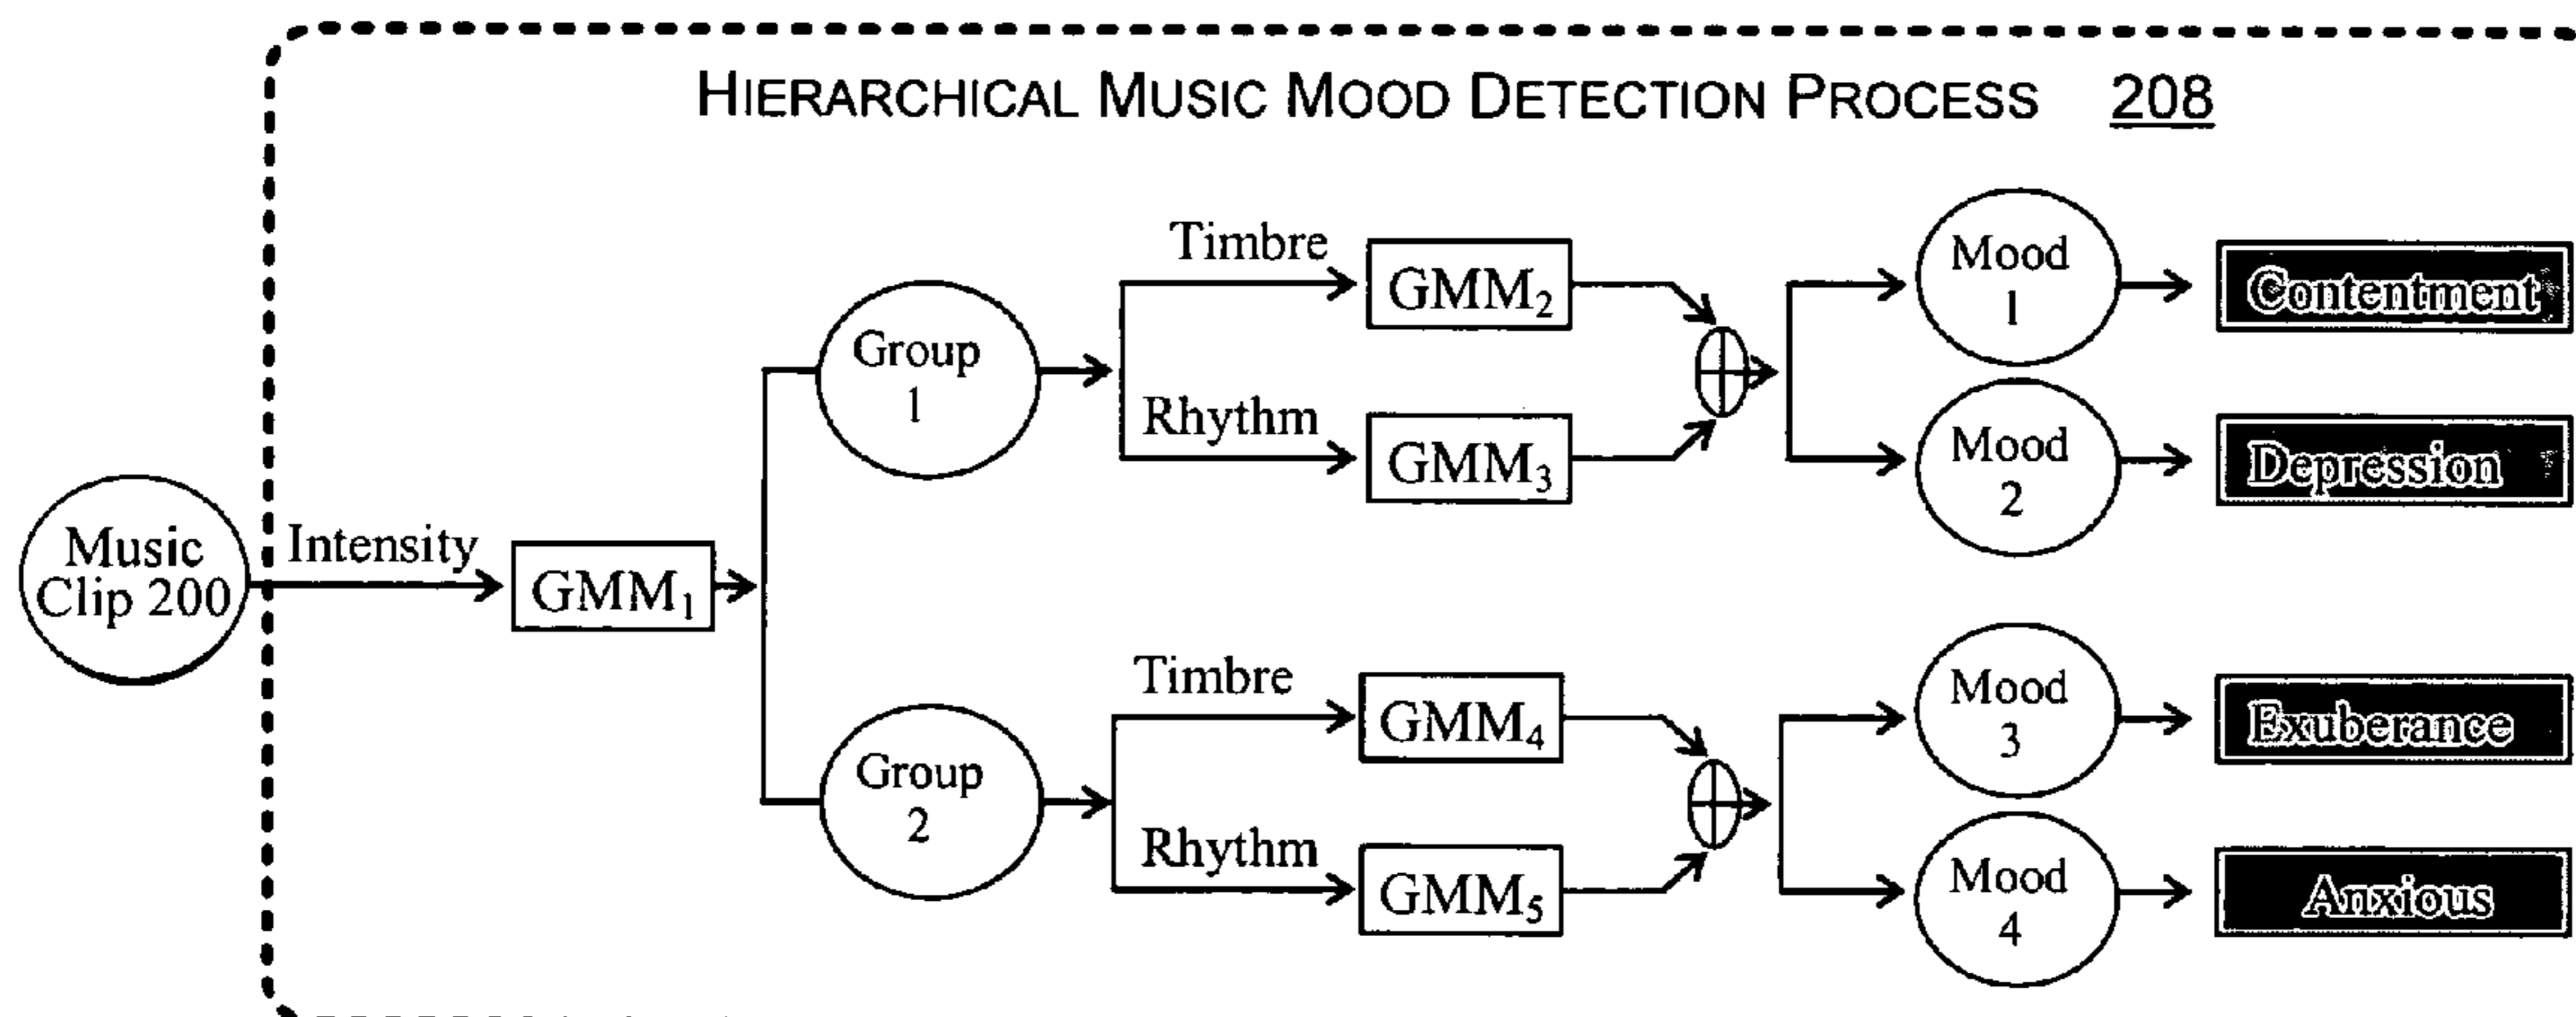 HIERARCHICAL MUSIC MOOD DETECTION PROCESS 208
Music
Clip 200
Intensity
GMM₁
Group
1
Timbre
GMM₂
Rhythm
GMM₃
Mood
1
Contentment
Mood
2
Depression
Group
2
Timbre
GMM₄
Rhythm
GMM₅
Mood
3
Exuberance
Mood
4
Anxious